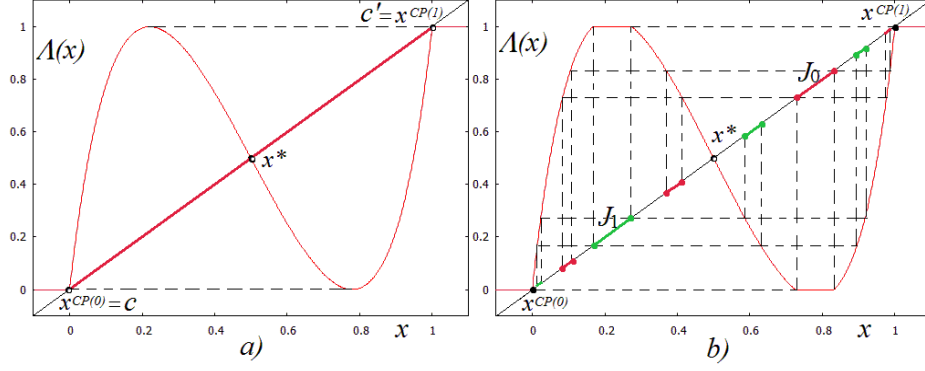 c'=x^CP(1)
Λ(x)
1
0.8
0.6
0.4
0.2
0
x*
x^CP(0)=c
0 0.2 0.4 0.6 0.8 1
x
a)
x^CP(1)
Λ(x)
1
0.8
0.6
0.4
0.2
0
J₀
x*
J₁
x^CP(0)
0 0.2 0.4 0.6 0.8 1
x
b)